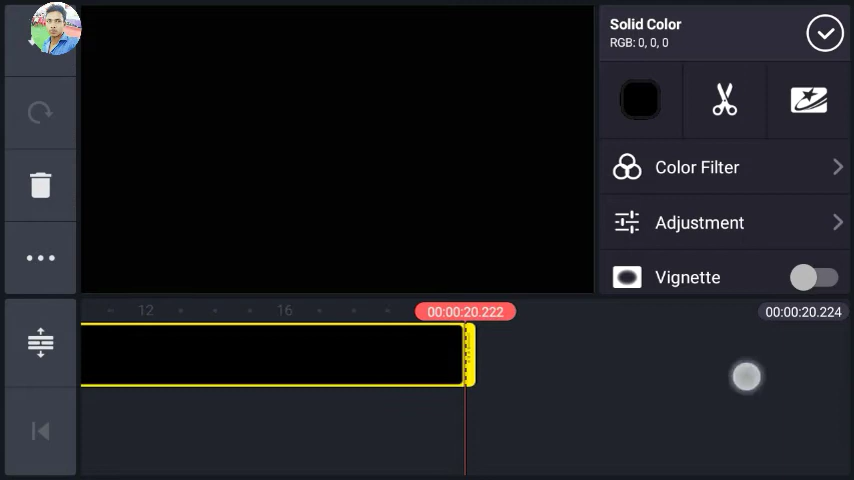 Solid Color
RGB: 0, 0, 0
Color Filter
Adjustment
Vignette
12
16
00:00:20.222
00:00:20.224